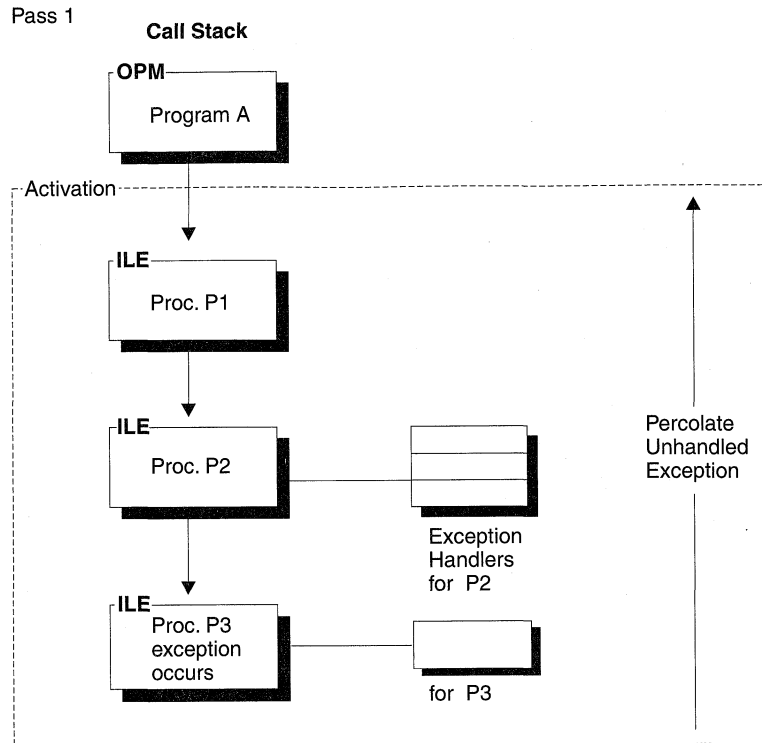 Pass 1
Call Stack
OPM
Program A
Activation
ILE
Proc. P1
ILE
Proc. P2
Exception
Handlers
for P2
Percolate
Unhandled
Exception
ILE
Proc. P3
exception
occurs
for P3